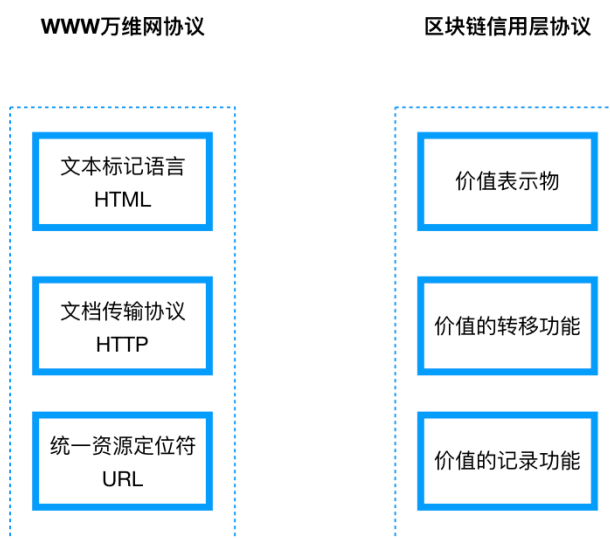 WWW万维网协议
文本标记语言
HTML
文档传输协议
HTTP
统一资源定位符
URL
区块链信用层协议
价值表示物
价值的转移功能
价值的记录功能